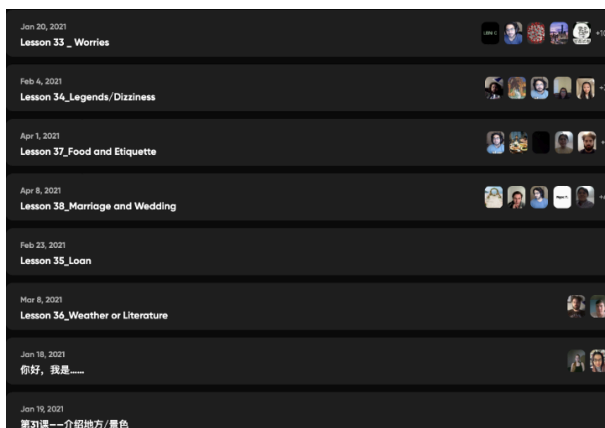 Jan 20, 2021
Lesson 33 _ Worries
Feb 4, 2021
Lesson 34_Legends/Dizziness
Apr 1, 2021
Lesson 37_Food and Etiquette
Apr 8, 2021
Lesson 38_Marriage and Wedding
Feb 23, 2021
Lesson 35_Loan
Mar 8, 2021
Lesson 36_Weather or Literature
Jan 18, 2021
你好，我是……
Jan 19, 2021
第31课——介绍地方/景色